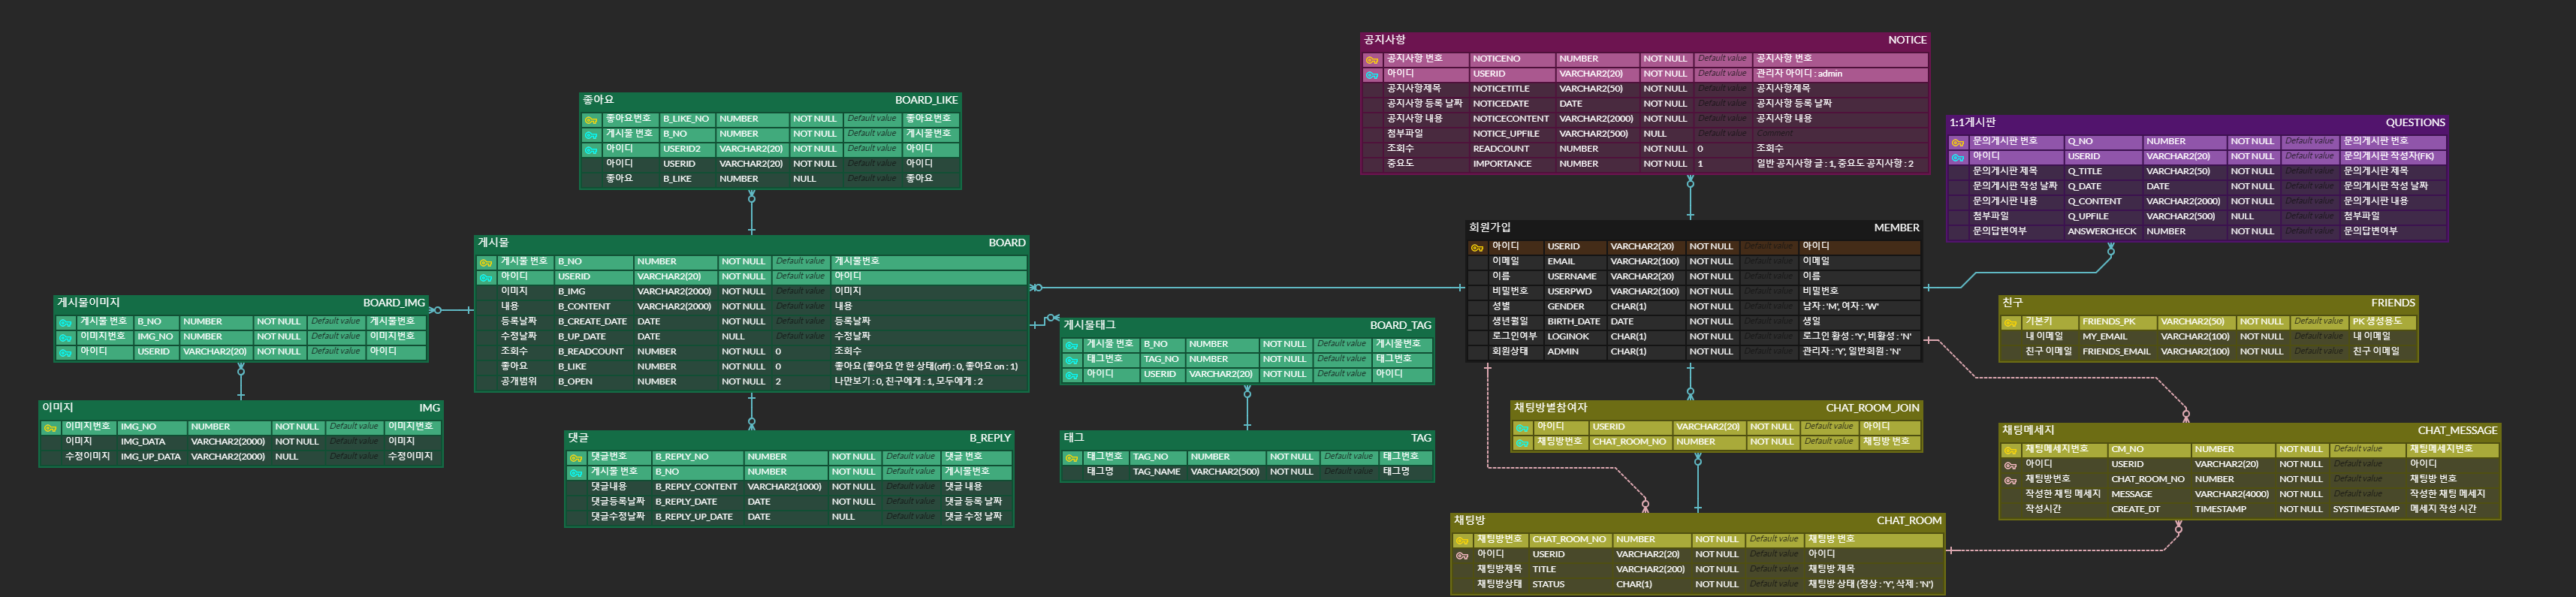 공지사항 NOTICE
공지사항 번호 NOTICENO NUMBER NOT NULL Default value 공지사항 번호
아이디 USERID VARCHAR2(20) NOT NULL Default value 관리자 아이디 : admin
공지사항제목 NOTICETITLE VARCHAR2(50) NOT NULL Default value 공지사항제목
공지사항 등록 날짜 NOTICEDATE DATE NOT NULL Default value 공지사항 등록 날짜
공지사항 내용 NOTICECONTENT VARCHAR2(2000) NOT NULL Default value 공지사항 내용
첨부파일 NOTICE_UPFILE VARCHAR2(500) NULL Default value Comment
조회수 READCOUNT NUMBER NOT NULL 0 조회수
중요도 IMPORTANCE NUMBER NOT NULL 1 일반 공지사항 글 : 1, 중요도 공지사항 : 2
좋아요 BOARD_LIKE
좋아요번호 B_LIKE_NO NUMBER NOT NULL Default value 좋아요번호
게시물 번호 B_NO NUMBER NOT NULL Default value 게시물번호
아이디 USERID2 VARCHAR2(20) NOT NULL Default value 아이디
아이디 USERID VARCHAR2(20) NOT NULL Default value 아이디
좋아요 B_LIKE NUMBER NULL Default value 좋아요
1:1게시판 QUESTIONS
문의게시판 번호 Q_NO NUMBER NOT NULL Default value 문의게시판 번호
아이디 USERID VARCHAR2(20) NOT NULL Default value 문의게시판 작성자(FK)
문의게시판 제목 Q_TITLE VARCHAR2(50) NOT NULL Default value 문의게시판 제목
문의게시판 작성 날짜 Q_DATE DATE NOT NULL Default value 문의게시판 작성 날짜
문의게시판 내용 Q_CONTENT VARCHAR2(2000) NOT NULL Default value 문의게시판 내용
첨부파일 Q_UPFILE VARCHAR2(500) NULL Default value 첨부파일
문의답변여부 ANSWERCHECK NUMBER NOT NULL Default value 문의답변여부
게시물 BOARD
게시물 번호 B_NO NUMBER NOT NULL Default value 게시물번호
아이디 USERID VARCHAR2(20) NOT NULL Default value 아이디
이미지 B_IMG VARCHAR2(2000) NOT NULL Default value 이미지
내용 B_CONTENT VARCHAR2(2000) NOT NULL Default value 내용
등록날짜 B_CREATE_DATE DATE NOT NULL Default value 등록날짜
수정날짜 B_UP_DATE DATE NULL Default value 수정날짜
조회수 B_READCOUNT NUMBER NOT NULL 0 조회수
좋아요 B_LIKE NUMBER NOT NULL 0 좋아요 (좋아요 안 한 상태(off) : 0, 좋아요 on : 1)
공개범위 B_OPEN NUMBER NOT NULL 2 나만보기 : 0, 친구에게 : 1, 모두에게 : 2
회원가입 MEMBER
아이디 USERID VARCHAR2(20) NOT NULL Default value 아이디
이메일 EMAIL VARCHAR2(100) NOT NULL Default value 이메일
이름 USERNAME VARCHAR2(20) NOT NULL Default value 이름
비밀번호 USERPWD VARCHAR2(100) NOT NULL Default value 비밀번호
성별 GENDER CHAR(1) NOT NULL Default value 남자 : 'M', 여자 : 'W'
생년월일 BIRTH_DATE DATE NOT NULL Default value 생일
로그인여부 LOGINOK CHAR(1) NOT NULL Default value 로그인 활성 : 'Y', 비활성 : 'N'
회원상태 ADMIN CHAR(1) NOT NULL Default value 관리자 : 'Y', 일반회원 : 'N'
게시물이미지 BOARD_IMG
게시물 번호 B_NO NUMBER NOT NULL Default value 게시물번호
이미지번호 IMG_NO NUMBER NOT NULL Default value 이미지번호
아이디 USERID VARCHAR2(20) NOT NULL Default value 아이디
친구 FRIENDS
기본키 FRIENDS_PK VARCHAR2(50) NOT NULL Default value PK 생성용도
내 이메일 MY_EMAIL VARCHAR2(100) NOT NULL Default value 내 이메일
친구 이메일 FRIENDS_EMAIL VARCHAR2(100) NOT NULL Default value 친구 이메일
게시물태그 BOARD_TAG
게시물 번호 B_NO NUMBER NOT NULL Default value 게시물번호
태그번호 TAG_NO NUMBER NOT NULL Default value 태그번호
아이디 USERID VARCHAR2(20) NOT NULL Default value 아이디
이미지 IMG
이미지번호 IMG_NO NUMBER NOT NULL Default value 이미지번호
이미지 IMG_DATA VARCHAR2(2000) NOT NULL Default value 이미지
수정이미지 IMG_UP_DATA VARCHAR2(2000) NULL Default value 수정이미지
채팅방별참여자 CHAT_ROOM_JOIN
아이디 USERID VARCHAR2(20) NOT NULL Default value 아이디
채팅방번호 CHAT_ROOM_NO NUMBER NOT NULL Default value 채팅방 번호
채팅메세지 CHAT_MESSAGE
채팅메세지번호 CM_NO NUMBER NOT NULL Default value 채팅메세지번호
아이디 USERID VARCHAR2(20) NOT NULL Default value 아이디
채팅방번호 CHAT_ROOM_NO NUMBER NOT NULL Default value 채팅방 번호
작성한 채팅 메세지 MESSAGE VARCHAR2(4000) NOT NULL Default value 작성한 채팅 메세지
작성시간 CREATE_DT TIMESTAMP NOT NULL SYSTIMESTAMP 메세지 작성 시간
댓글 B_REPLY
댓글번호 B_REPLY_NO NUMBER NOT NULL Default value 댓글 번호
게시물 번호 B_NO NUMBER NOT NULL Default value 게시물번호
댓글내용 B_REPLY_CONTENT VARCHAR2(1000) NOT NULL Default value 댓글 내용
댓글등록날짜 B_REPLY_DATE DATE NOT NULL Default value 댓글 등록 날짜
댓글수정날짜 B_REPLY_UP_DATE DATE NULL Default value 댓글 수정 날짜
태그 TAG
태그번호 TAG_NO NUMBER NOT NULL Default value 태그번호
태그명 TAG_NAME VARCHAR2(500) NOT NULL Default value 태그명
채팅방 CHAT_ROOM
채팅방번호 CHAT_ROOM_NO NUMBER NOT NULL Default value 채팅방 번호
아이디 USERID VARCHAR2(20) NOT NULL Default value 아이디
채팅방제목 TITLE VARCHAR2(200) NOT NULL Default value 채팅방 제목
채팅방상태 STATUS CHAR(1) NOT NULL Default value 채팅방 상태 (정상 : 'Y', 삭제 : 'N')